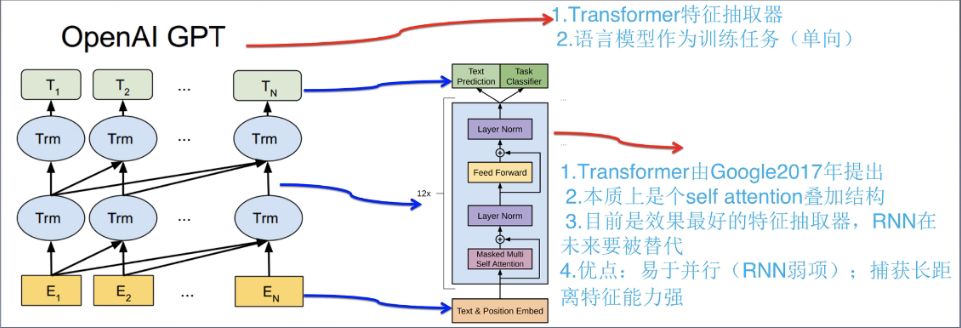 OpenAI GPT
1.Transformer特征抽取器
2.语言模型作为训练任务（单向）
T1 T2 ... TN
Trm Trm ... Trm
Trm Trm ... Trm
E1 E2 ... EN
Text Prediction
Task Classifier
...
Layer Norm
+
Feed Forward
12x
Layer Norm
+
Masked Multi
Self Attention
Text & Position Embed
...
...
1.Transformer由Google2017年提出
2.本质上是个self attention叠加结构
3.目前是效果最好的特征抽取器，RNN在
未来要被替代
4.优点：易于并行（RNN弱项）；捕获长距
离特征能力强